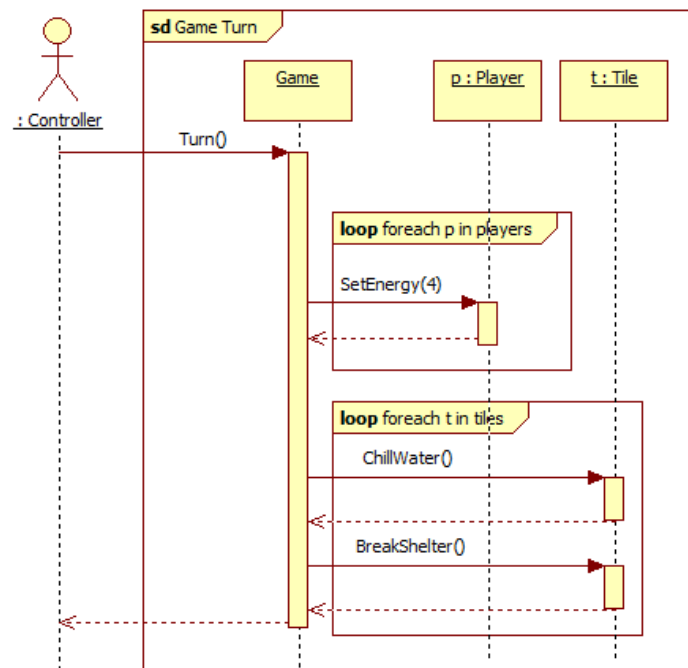 sd Game Turn
: Controller
Game
p : Player
t : Tile
Turn()
loop foreach p in players
SetEnergy(4)
loop foreach t in tiles
ChillWater()
BreakShelter()